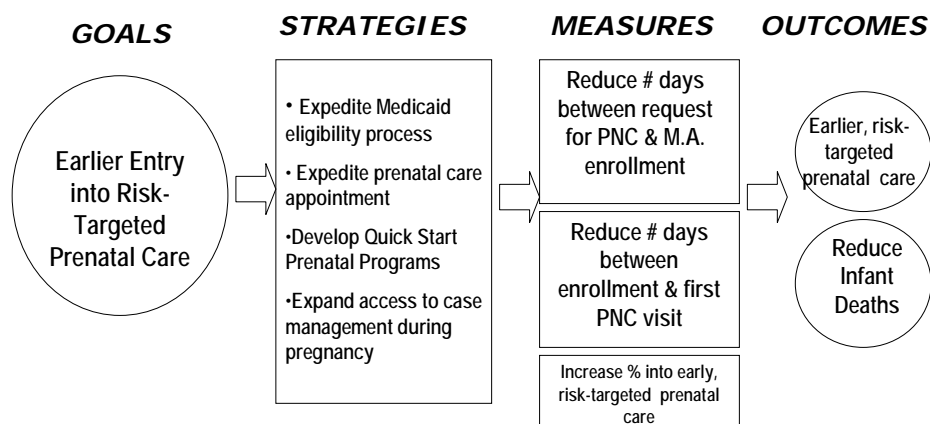 GOALS
STRATEGIES
MEASURES
OUTCOMES
Earlier Entry
into Risk-
Targeted
Prenatal Care
• Expedite Medicaid
eligibility process
• Expedite prenatal care
appointment
•Develop Quick Start
Prenatal Programs
•Expand access to case
management during
pregnancy
Reduce # days
between request
for PNC & M.A.
enrollment
Reduce # days
between
enrollment & first
PNC visit
Increase % into early,
risk-targeted prenatal
care
Earlier, risk-
targeted
prenatal care
Reduce
Infant
Deaths